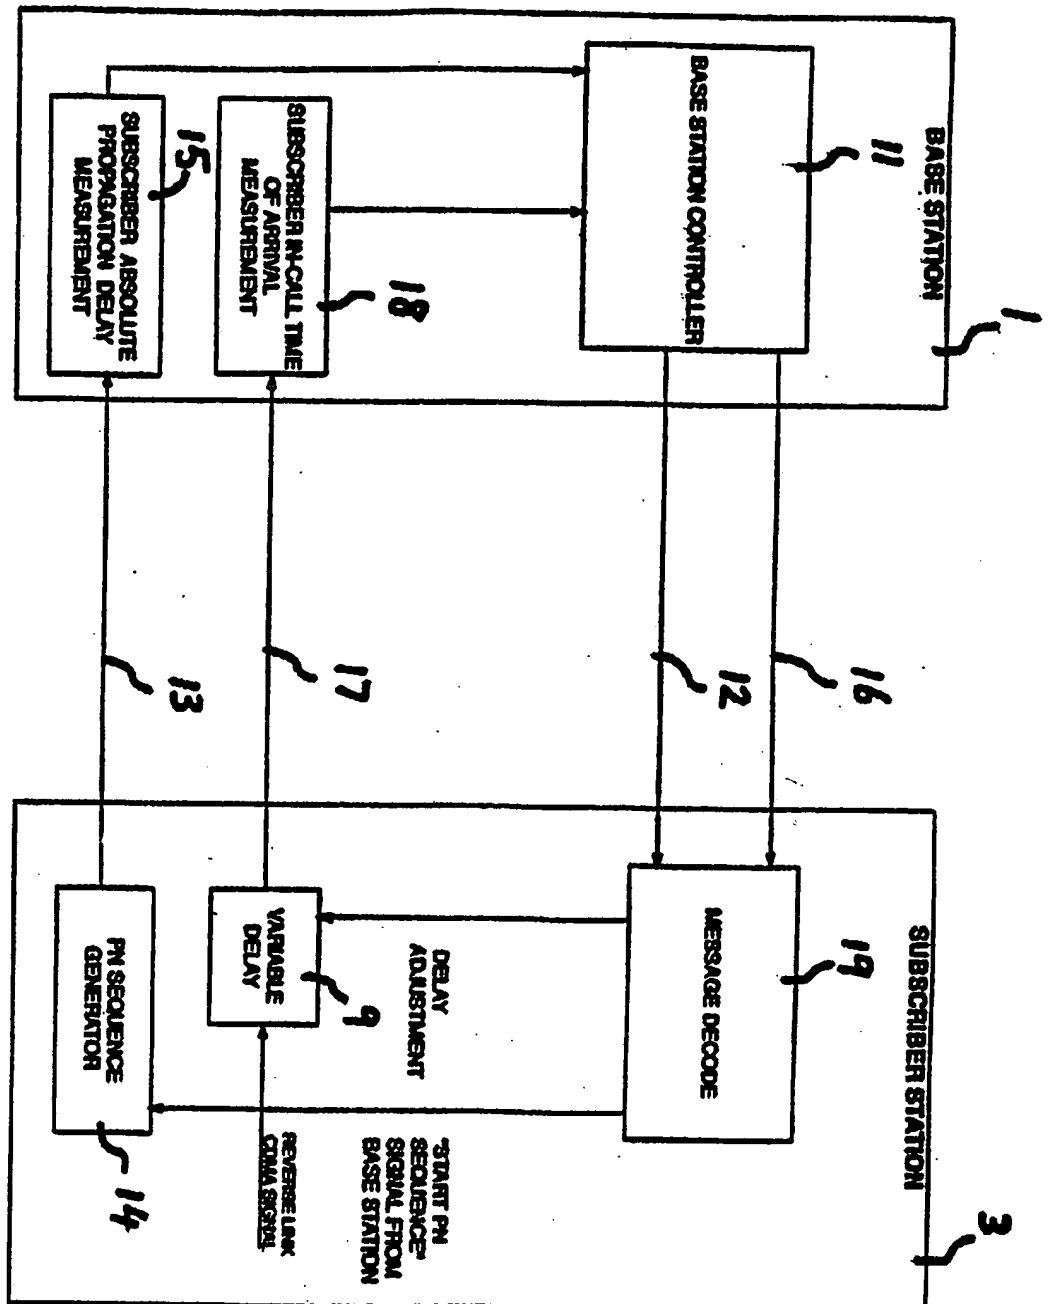 1
BASE STATION
11
BASE STATION CONTROLLER
18
SUBSCRIBER IN-CALL TIME
OF ARRIVAL
MEASUREMENT
15
SUBSCRIBER ABSOLUTE
PROPAGATION DELAY
MEASUREMENT
16
12
17
13
3
SUBSCRIBER STATION
19
MESSAGE DECODE
DELAY
ADJUSTMENT
9
VARIABLE
DELAY
"START PN
SEQUENCE"
SIGNAL FROM
BASE STATION
REVERSE LINK
CDMA SIGNAL
PN SEQUENCE
GENERATOR
14